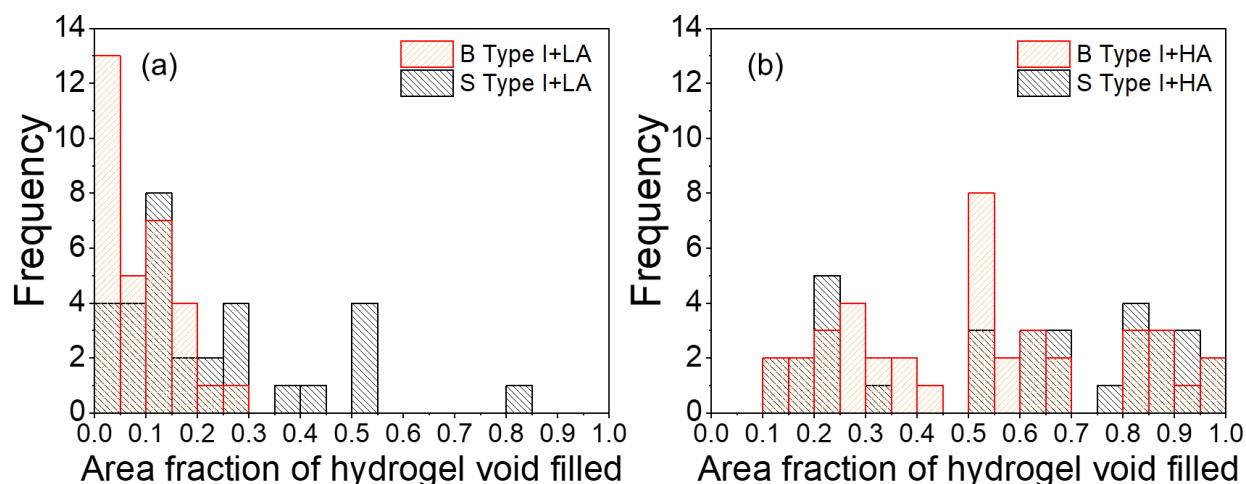 14
12
10
8
6
4
2
0
Frequency
(a)
B Type I+LA
S Type I+LA
0.0 0.1 0.2 0.3 0.4 0.5 0.6 0.7 0.8 0.9 1.0
Area fraction of hydrogel void filled
14
12
10
8
6
4
2
0
Frequency
(b)
B Type I+HA
S Type I+HA
0.0 0.1 0.2 0.3 0.4 0.5 0.6 0.7 0.8 0.9 1.0
Area fraction of hydrogel void filled